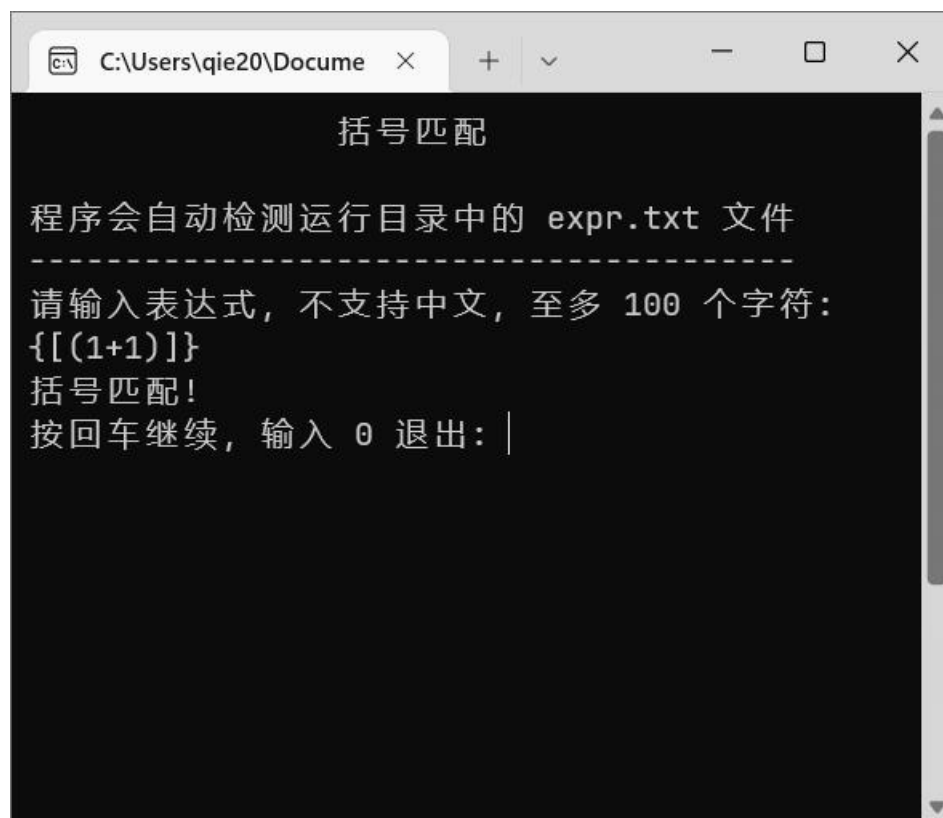 C:\Users\qie20\Docume
括号匹配
程序会自动检测运行目录中的 expr.txt 文件
----------------------------------------
请输入表达式, 不支持中文, 至多 100 个字符:
{[(1+1)]}
括号匹配!
按回车继续, 输入 0 退出: